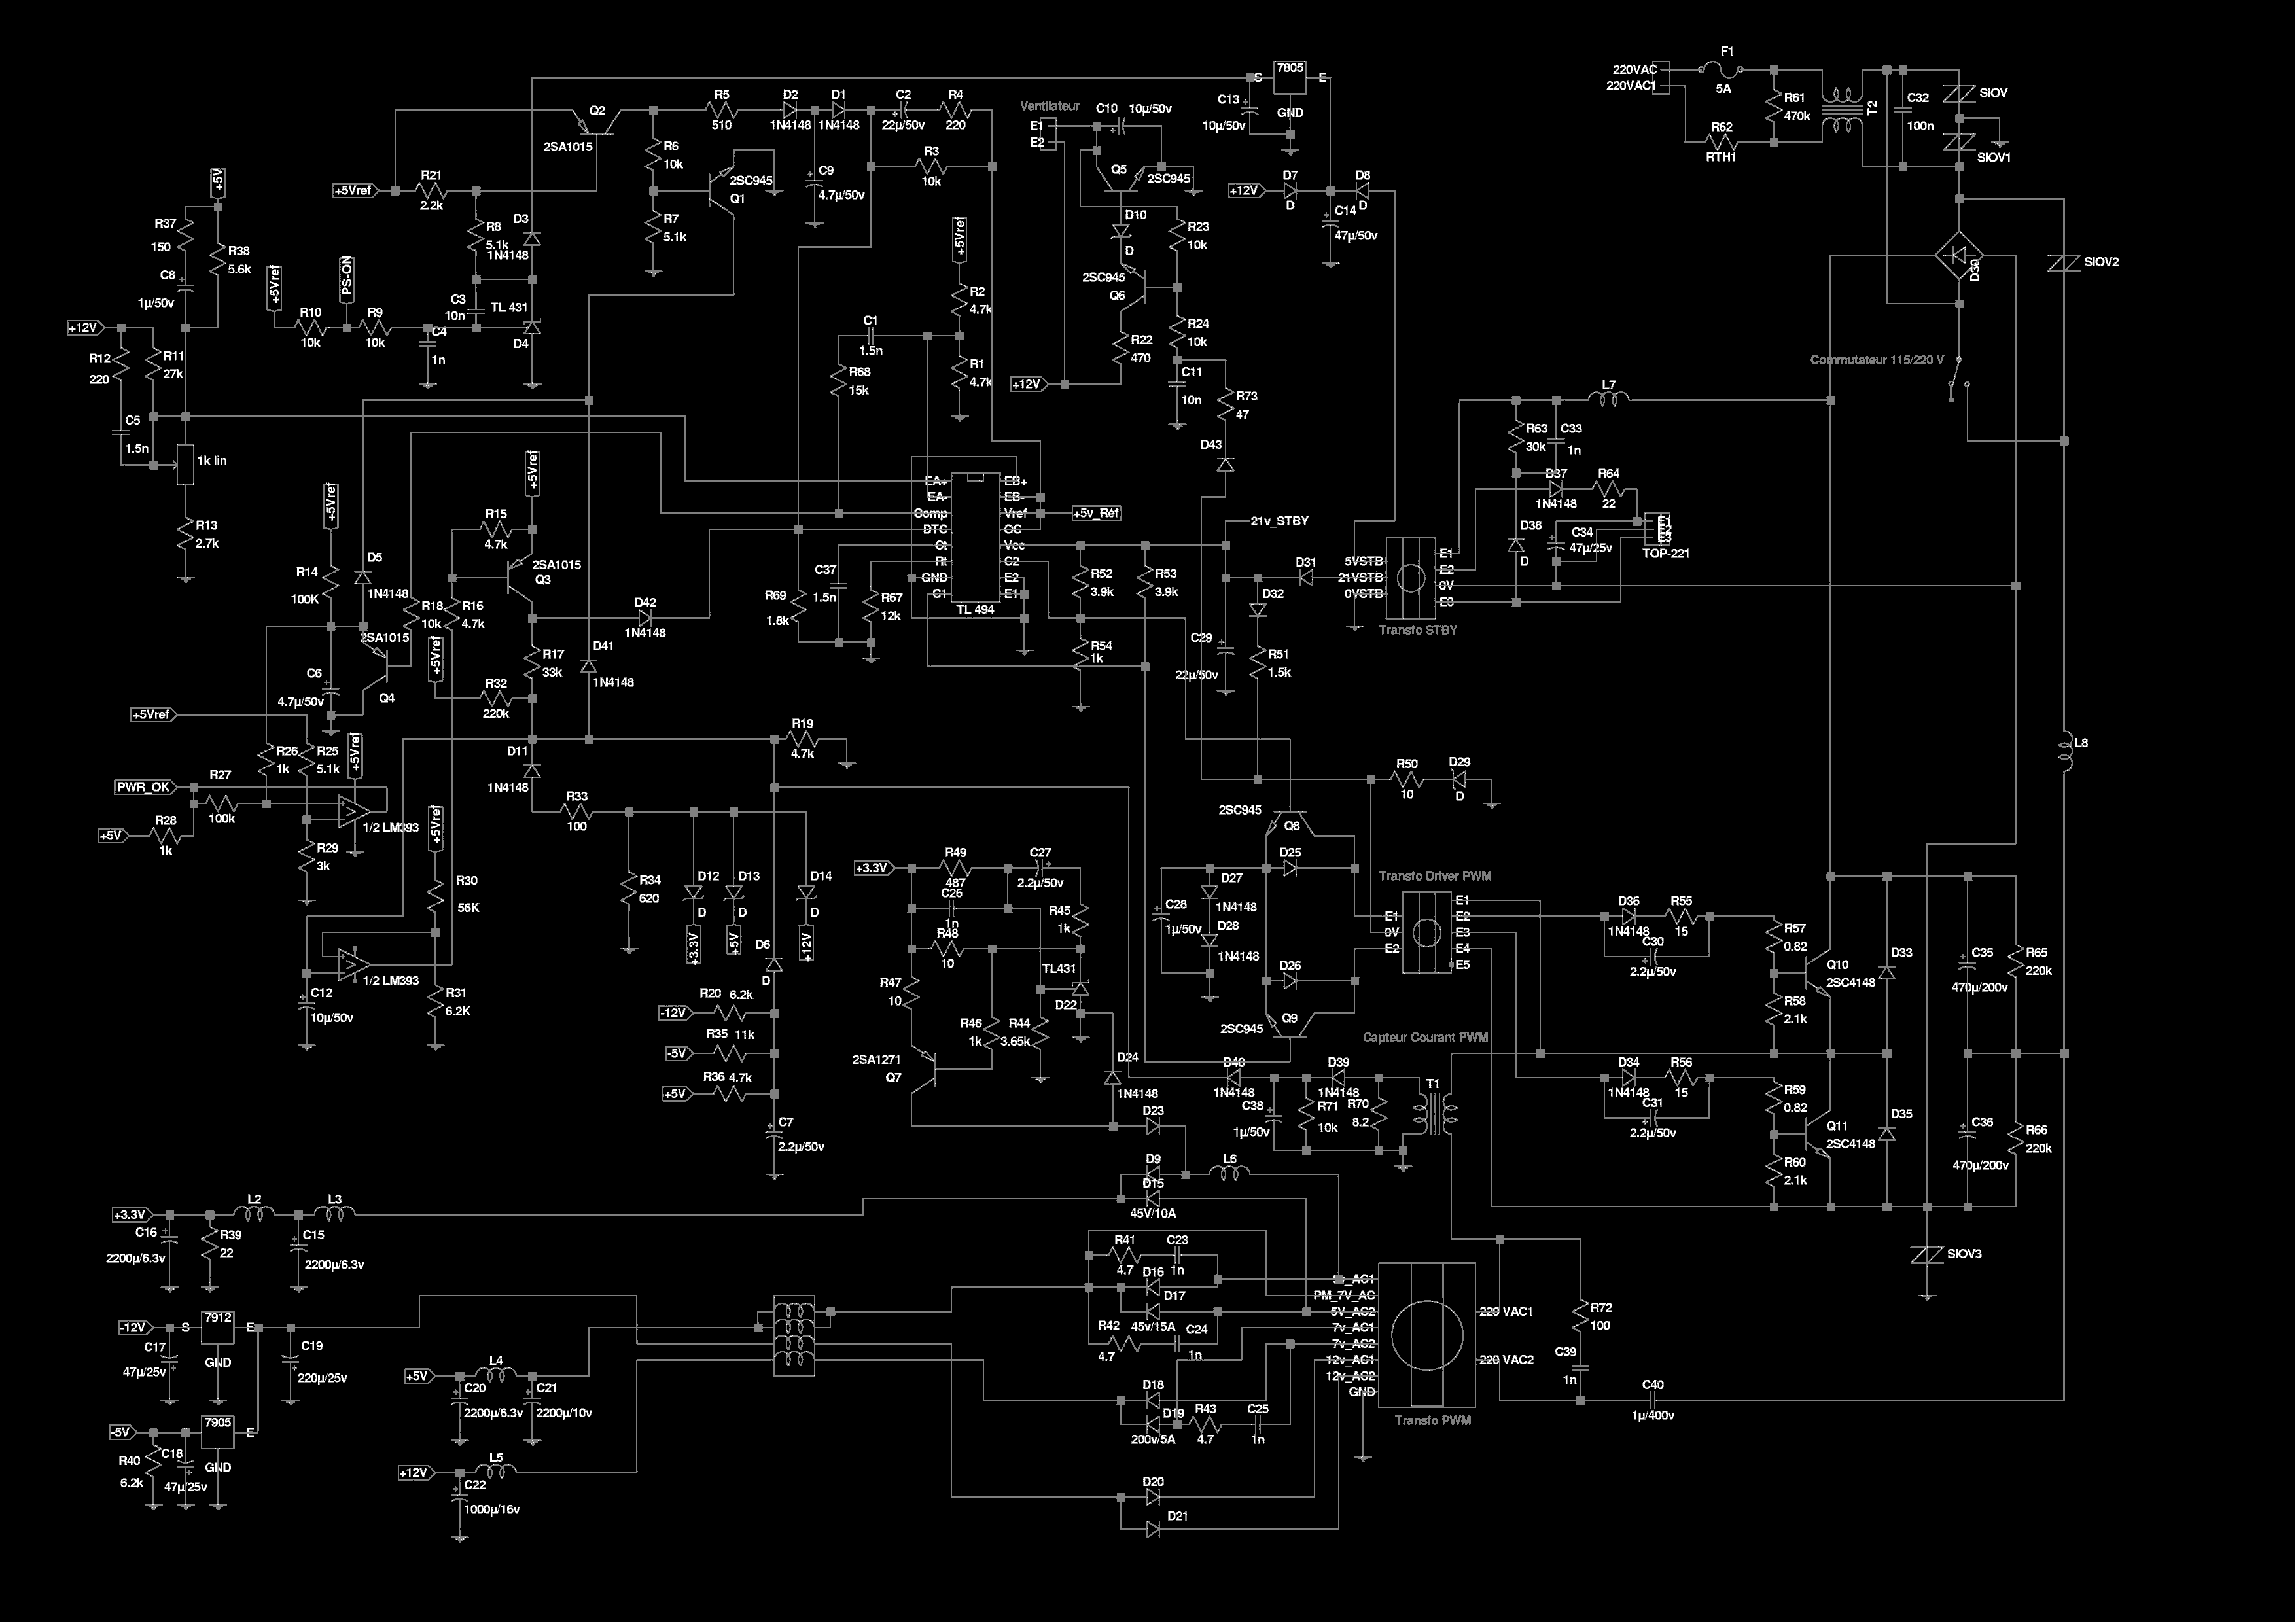 F1
5A
220VAC
220VAC1
R61
470k
R62
RTH1
T2
C32
100n
SIOV
SIOV1
7805
S
E
GND
C13
10µ/50v
Ventilateur
E1
E2
C10
10µ/50v
Q5
2SC945
Q2
2SA1015
R5
510
D2
1N4148
D1
1N4148
C2
22µ/50v
R4
220
R6
10k
R3
10k
2SC945
Q1
C9
4.7µ/50v
R7
5.1k
+5V
+5Vref
R21
2.2k
R8
5.1k
D3
1N4148
R37
150
R38
5.6k
C8
1µ/50v
+5Vref
PS-ON
R10
10k
R9
10k
C3
10n
TL 431
D4
C4
1n
+12V
R12
220
R11
27k
C5
1.5n
1k lin
R13
2.7k
+12V
D7
D
D8
D
C14
47µ/50v
D10
D
R23
10k
2SC945
Q6
R24
10k
R22
470
C11
10n
+12V
R73
47
D43
+5Vref
R2
4.7k
R1
4.7k
C1
1.5n
R68
15k
D39
SIOV2
Commutateur 115/220 V
L7
R63
30k
C33
1n
D37
1N4148
R64
22
D38
D
C34
47µ/25v
E1
E2
E3
TOP-221
EA+
EA-
Comp
DTC
Ct
Rt
GND
C1
EB+
EB-
Vref
OC
Vcc
C2
E2
E1
TL 494
+5v_Réf
21v_STBY
D31
5VSTB
21VSTB
0VSTB
E1
E2
0V
E3
Transfo STBY
+5Vref
+5Vref
R15
4.7k
2SA1015
Q3
R14
100K
D5
1N4148
R18
10k
R16
4.7k
2SA1015
Q4
C6
4.7µ/50v
+5Vref
D42
1N4148
R17
33k
R32
220k
D41
1N4148
R69
1.8k
C37
1.5n
R67
12k
R52
3.9k
R53
3.9k
R54
1k
D32
C29
22µ/50v
R51
1.5k
+5Vref
R26
1k
R25
5.1k
+5Vref
D11
1N4148
R19
4.7k
L8
PWR_OK
R27
100k
+5V
R28
1k
1/2 LM393
R29
3k
+5Vref
R33
100
R30
56K
1/2 LM393
C12
10µ/50v
R31
6.2K
R34
620
D12
D
D13
D
D14
D
+3.3V
+5V
+12V
D6
D
-12V
R20
6.2k
-5V
R35
11k
+5V
R36
4.7k
C7
2.2µ/50v
+3.3V
R49
487
C27
2.2µ/50v
C26
1n
R48
10
R45
1k
R47
10
TL431
D22
R46
1k
R44
3.65k
2SA1271
Q7
D24
1N4148
D23
R50
10
D29
D
2SC945
Q8
D25
D27
1N4148
D28
1N4148
C28
1µ/50v
D26
2SC945
Q9
Transfo Driver PWM
E1
0V
E2
E1
E2
E3
E4
E5
Capteur Courant PWM
D40
1N4148
D39
1N4148
C38
1µ/50v
R71
10k
R70
8.2
T1
D36
1N4148
R55
15
C30
2.2µ/50v
R57
0.82
Q10
2SC4148
R58
2.1k
D33
C35
470µ/200v
R65
220k
D34
1N4148
R56
15
C31
2.2µ/50v
R59
0.82
Q11
2SC4148
R60
2.1k
D35
C36
470µ/200v
R66
220k
SIOV3
D9
L6
D15
45V/10A
+3.3V
L2
L3
C16
2200µ/6.3v
R39
22
C15
2200µ/6.3v
R41
4.7
C23
1n
D16
D17
45v/15A
R42
4.7
C24
1n
5v_AC1
PM_7V_AC
5V_AC2
7v_AC1
7v_AC2
12v_AC1
12v_AC2
GND
220 VAC1
220 VAC2
Transfo PWM
R72
100
C39
1n
C40
1µ/400v
-12V
S
7912
E
GND
C17
47µ/25v
C19
220µ/25v
-5V
7905
E
GND
R40
6.2k
C18
47µ/25v
+5V
L4
C20
2200µ/6.3v
C21
2200µ/10v
+12V
L5
C22
1000µ/16v
D18
D19
200v/5A
R43
4.7
C25
1n
D20
D21